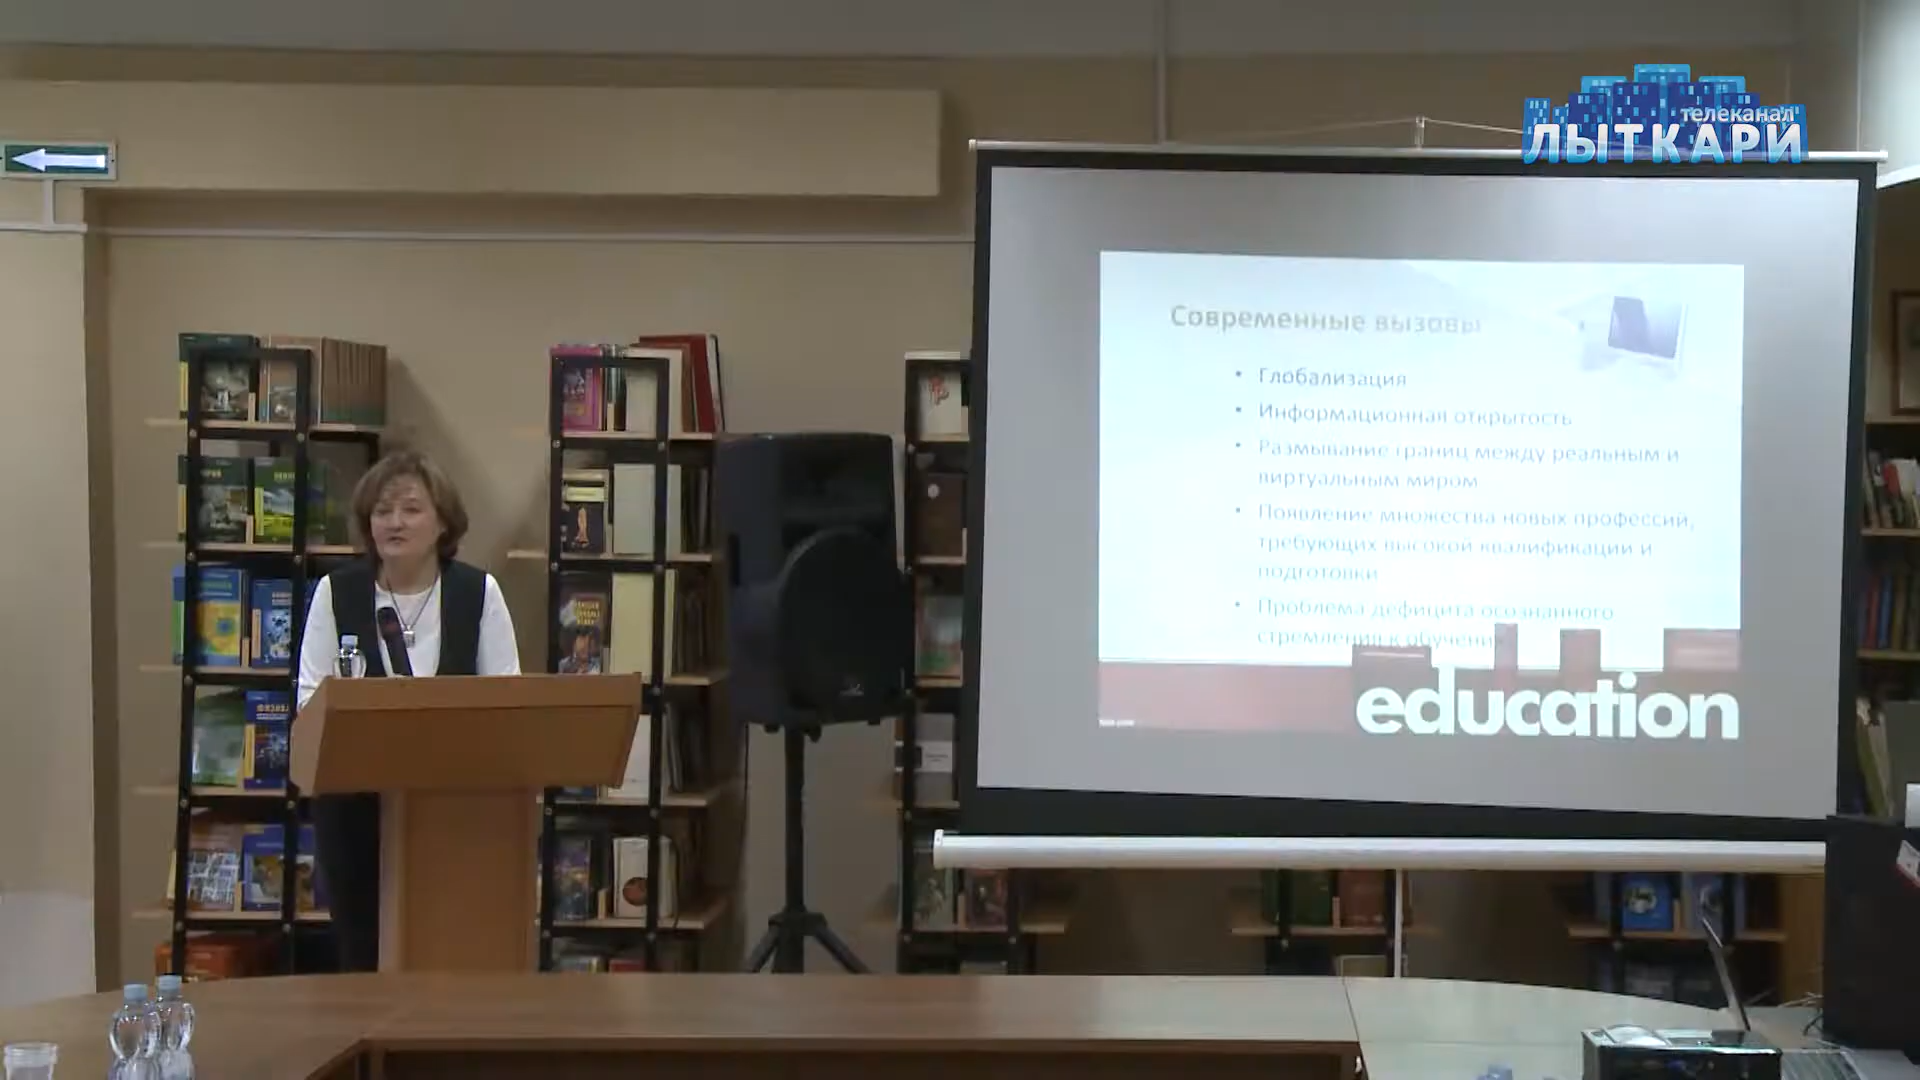 телеканал
ЛЫТКАРИ
Современные вызовы
• Глобализация
• Информационная открытость
• Размывание границ между реальным и
виртуальным миром
• Появление множества новых профессий,
требующих высокой квалификации и
подготовки
• Проблема дефицита осознанного
стремления к обучению
education